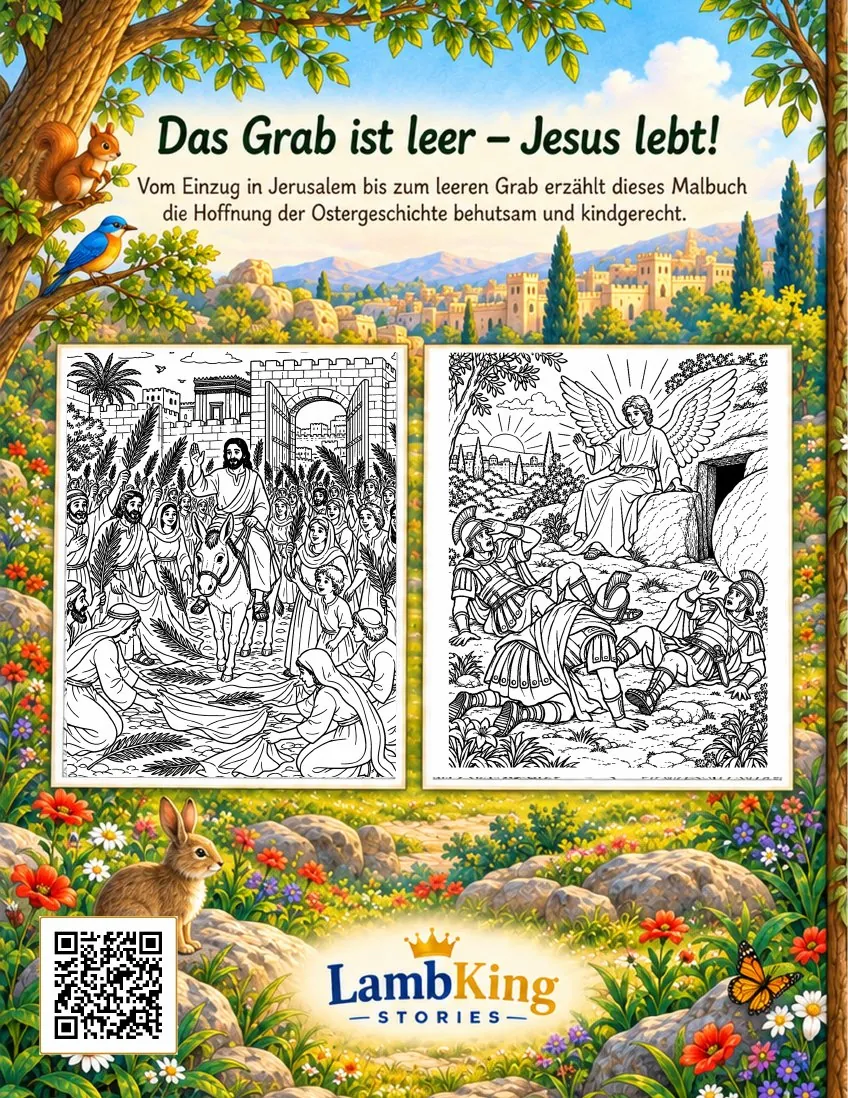 Das Grab ist leer – Jesus lebt!
Vom Einzug in Jerusalem bis zum leeren Grab erzählt dieses Malbuch
die Hoffnung der Ostergeschichte behutsam und kindgerecht.
LambKing
STORIES